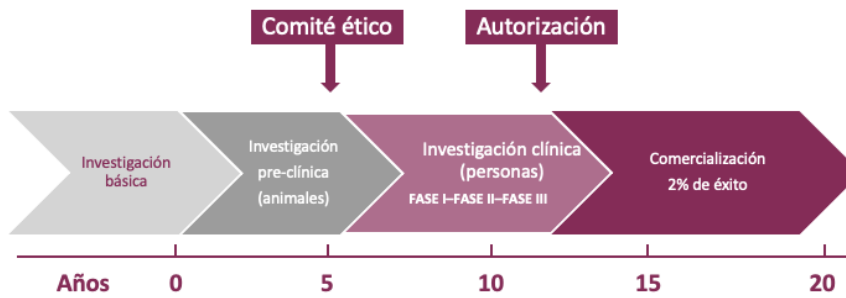 Comité ético
Autorización
Investigación
básica
Investigación
pre-clínica
(animales)
Investigación clínica
(personas)
FASE I–FASE II–FASE III
Comercialización
2% de éxito
Años 0 5 10 15 20